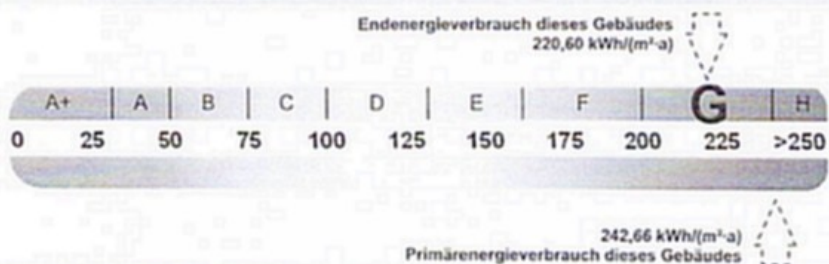 Endenergieverbrauch dieses Gebäudes
220,60 kWh/(m²·a)
A+ A B C D E F G H
0 25 50 75 100 125 150 175 200 225 >250
242,66 kWh/(m²·a)
Primärenergieverbrauch dieses Gebäudes